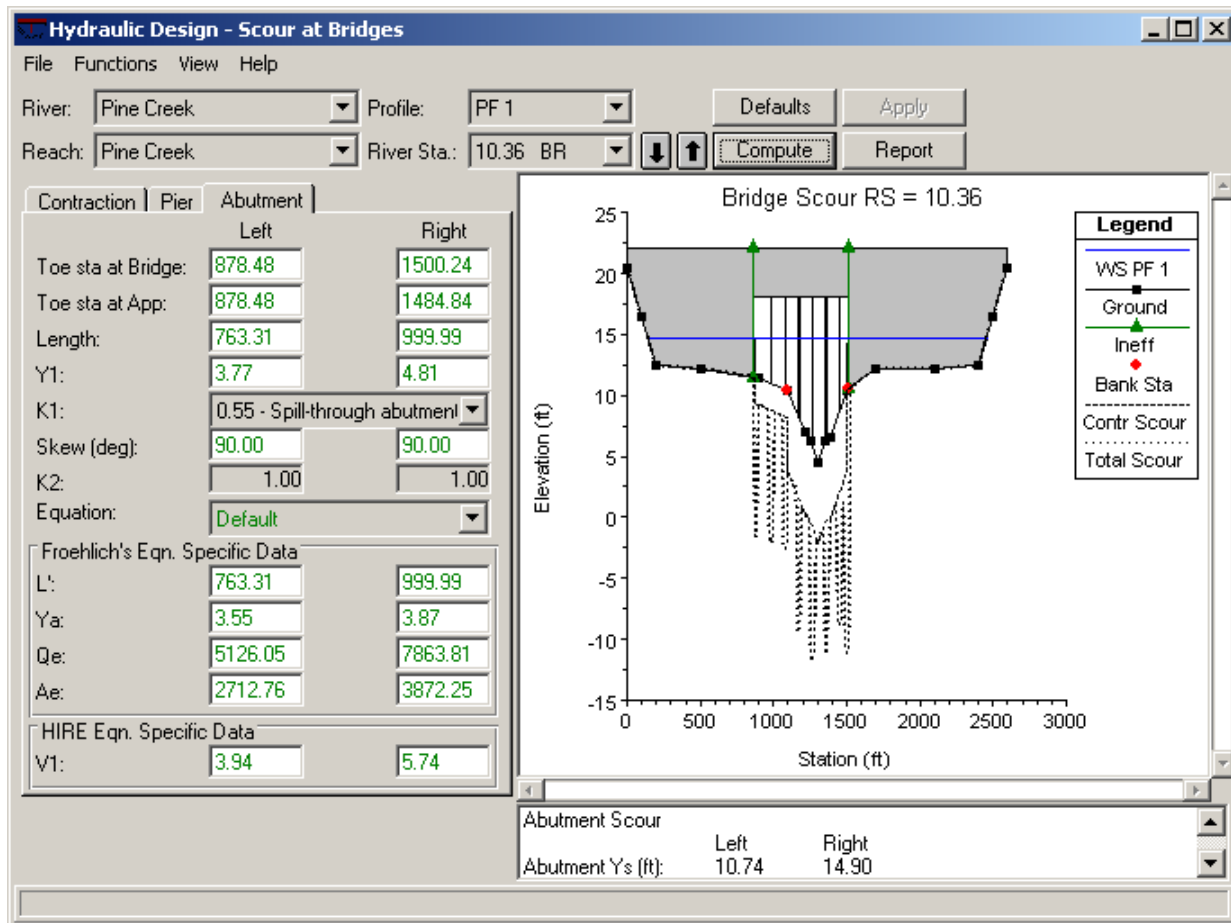 Hydraulic Design - Scour at Bridges
File Functions View Help
River: Pine Creek Profile: PF 1 Defaults Apply
Reach: Pine Creek River Sta.: 10.36 BR Compute Report
Contraction Pier Abutment
Left Right
Toe sta at Bridge: 878.48 1500.24
Toe sta at App: 878.48 1484.84
Length: 763.31 999.99
Y1: 3.77 4.81
K1: 0.55 - Spill-through abutment
Skew (deg): 90.00 90.00
K2: 1.00 1.00
Equation: Default
Froehlich's Eqn. Specific Data
L': 763.31 999.99
Ya: 3.55 3.87
Qe: 5126.05 7863.81
Ae: 2712.76 3872.25
HIRE Eqn. Specific Data
V1: 3.94 5.74
Bridge Scour RS = 10.36
25
20
15
10
5
0
-5
-10
-15
Elevation (ft)
0 500 1000 1500 2000 2500 3000
Station (ft)
Legend
WS PF 1
Ground
Ineff
Bank Sta
Contr Scour
Total Scour
Abutment Scour
Left Right
Abutment Ys (ft): 10.74 14.90